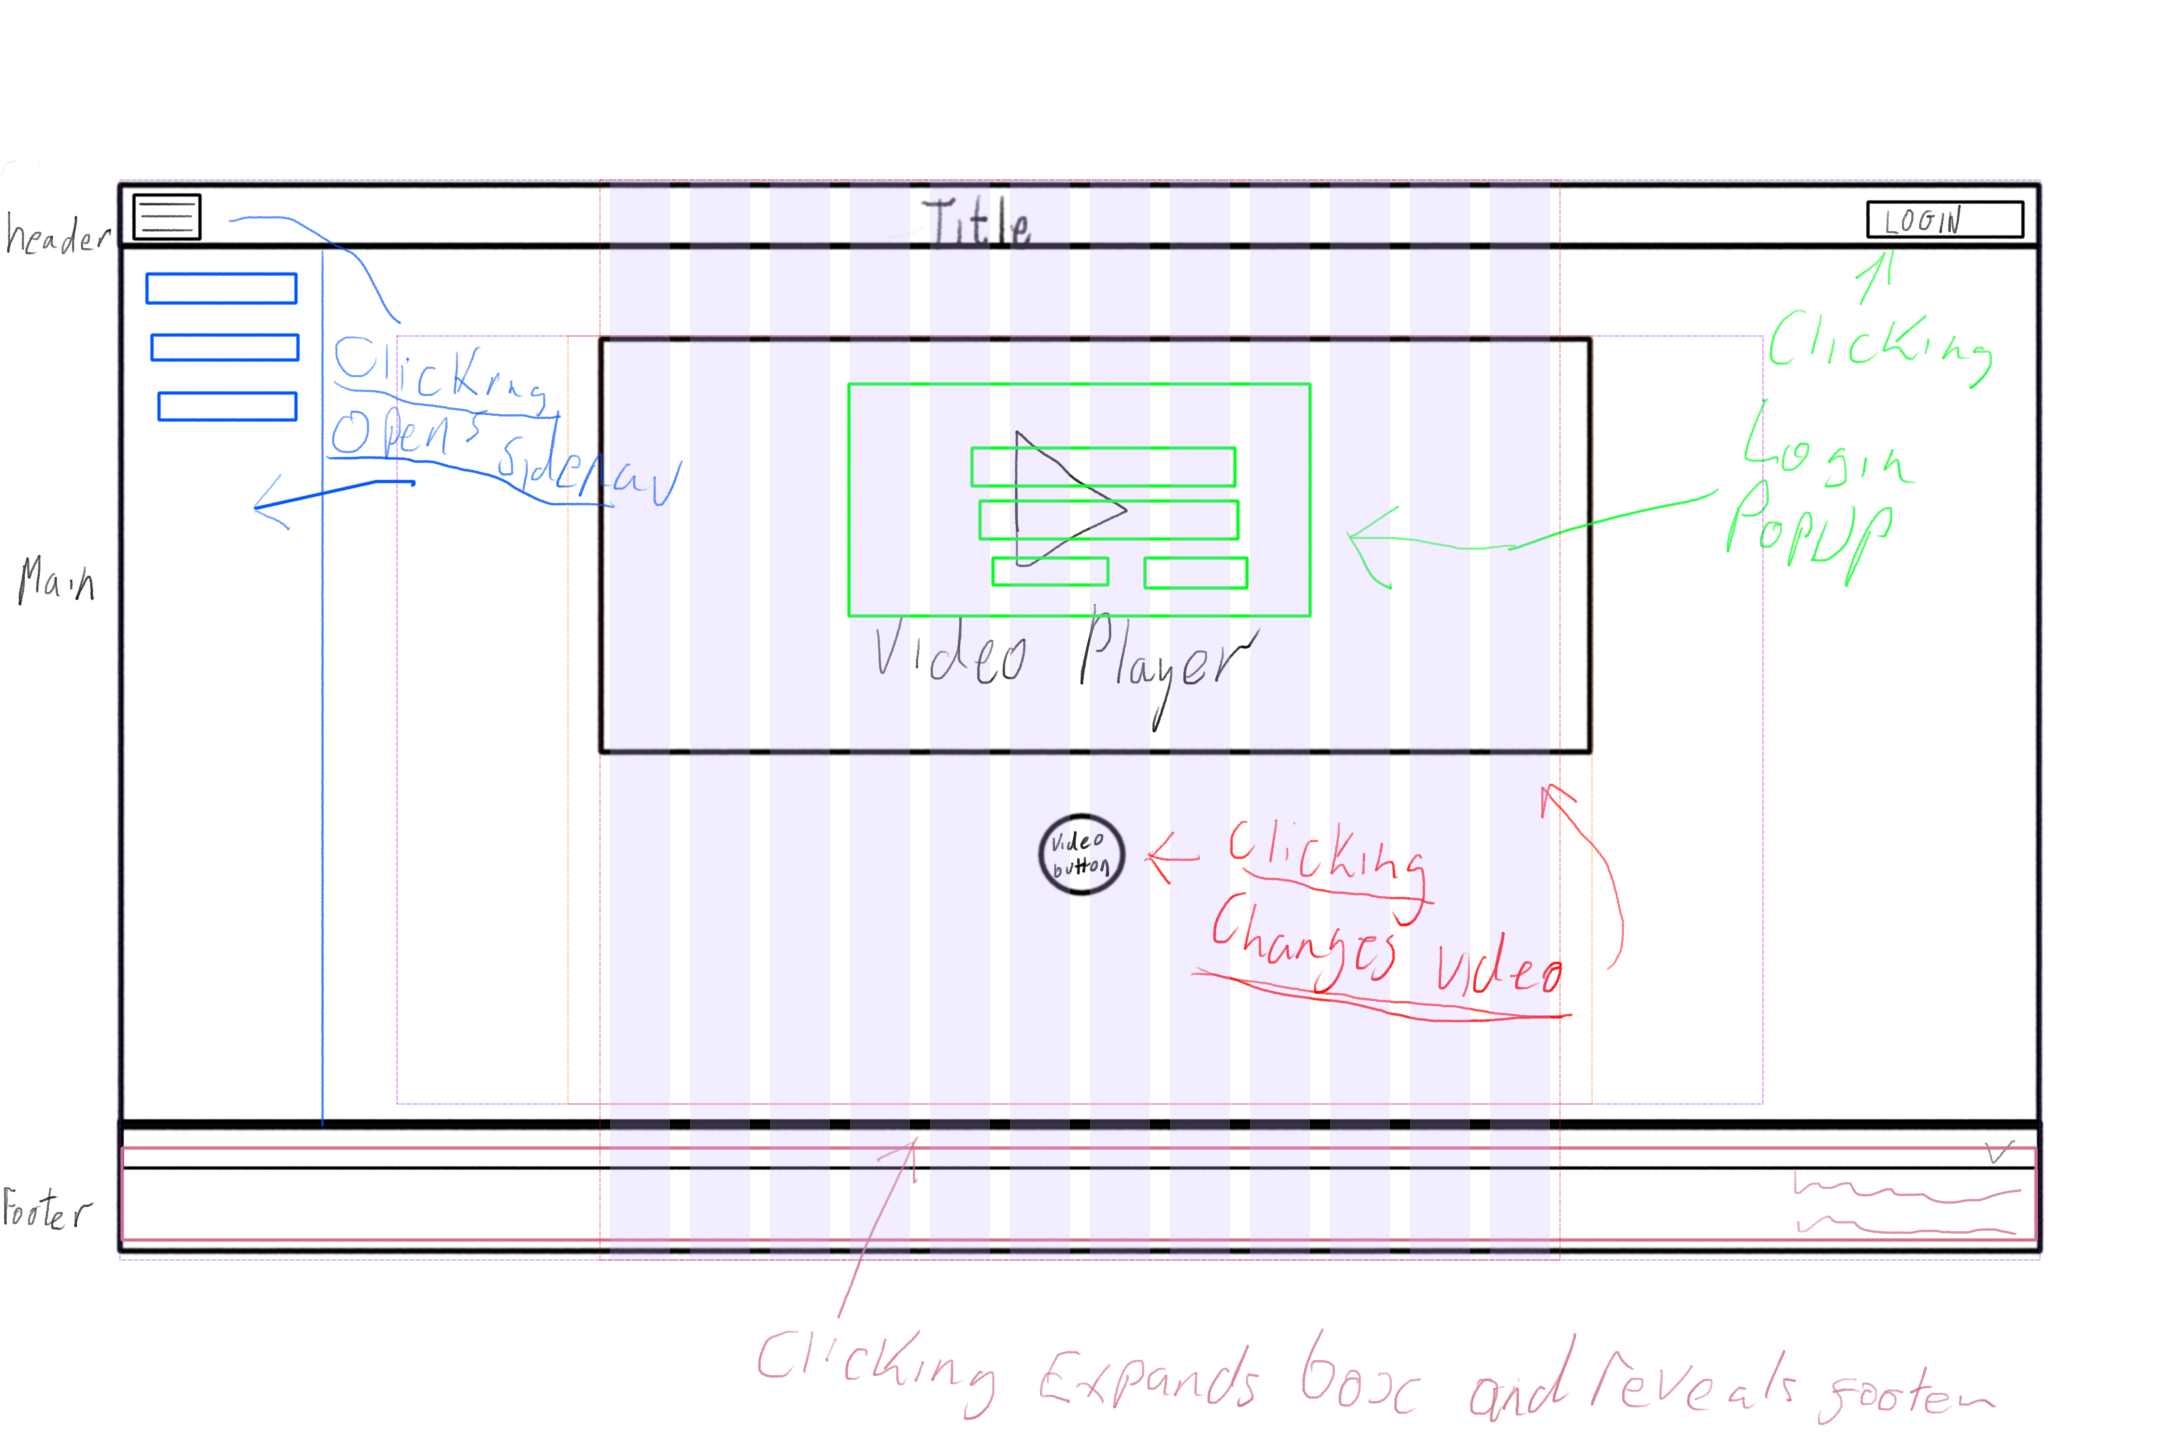 header
Title
LOGIN
Clicking
Opens sidenav
Clicking
Login
PopUP
Main
Video Player
Video
button
Clicking
Changes video
Footer
Clicking Expands box and reveals footer